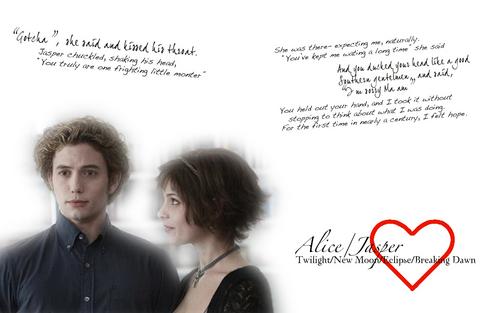 "Gotcha", she said and kissed his throat.
Jasper chuckled, shaking his head,
"You truly are one frighting little monter"
She was there- expecting me, naturally.
"You've kept me wating a long time" she said
And you ducked your head like a good
Southern gentelmen, and said,
"I'm sorry Ma am
You held out your hand, and I took it without
stopping to think about what I was doing.
For the first time in nearly a century, I felt hope.
Alice/Jasper
Twilight/New Moon/Eclipse/Breaking Dawn